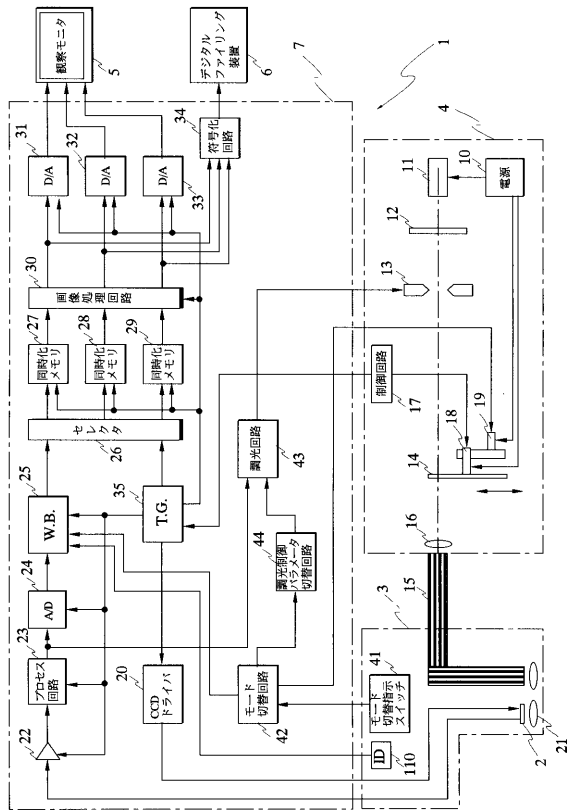 観察モニタ
5
デジタル
ファイリング
装置
6
7
1
31
D/A
32
D/A
D/A
33
34
符号化
回路
30
画像処理回路
27
同時化
メモリ
28
同時化
メモリ
29
同時化
メモリ
セレクタ
26
25
W.B.
35
T.G.
24
A/D
23
プロセス
回路
22
20
CCD
ドライバ
調光回路
43
44
調光制御
パラメータ
切替回路
モード
切替回路
42
4
11
10
電源
12
13
制御回路
17
18
19
14
16
15
3
41
モード
切替指示
スイッチ
ID
110
2
21